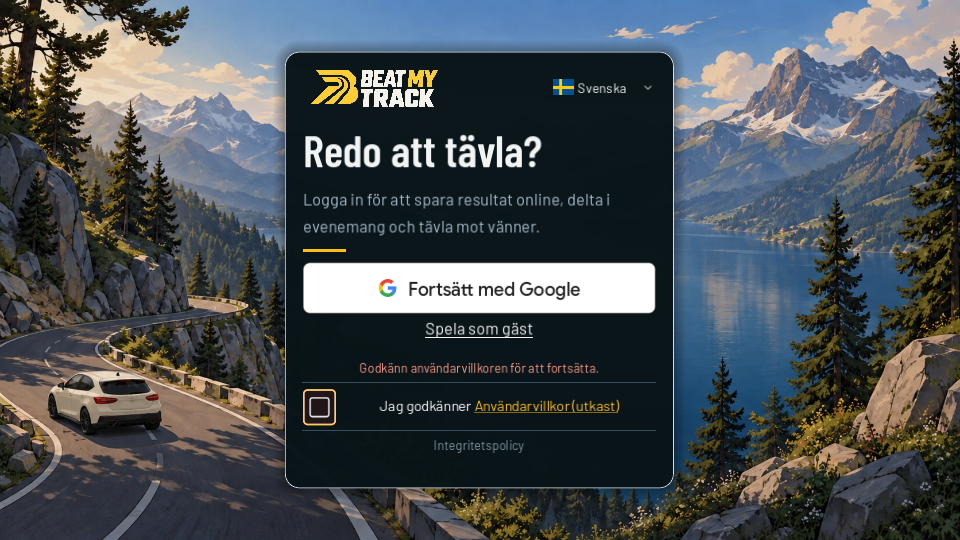 BEAT MY
TRACK
Svenska
Redo att tävla?
Logga in för att spara resultat online, delta i
evenemang och tävla mot vänner.
Fortsätt med Google
Spela som gäst
Godkänn användarvillkoren för att fortsätta.
Jag godkänner Användarvillkor (utkast)
Integritetspolicy